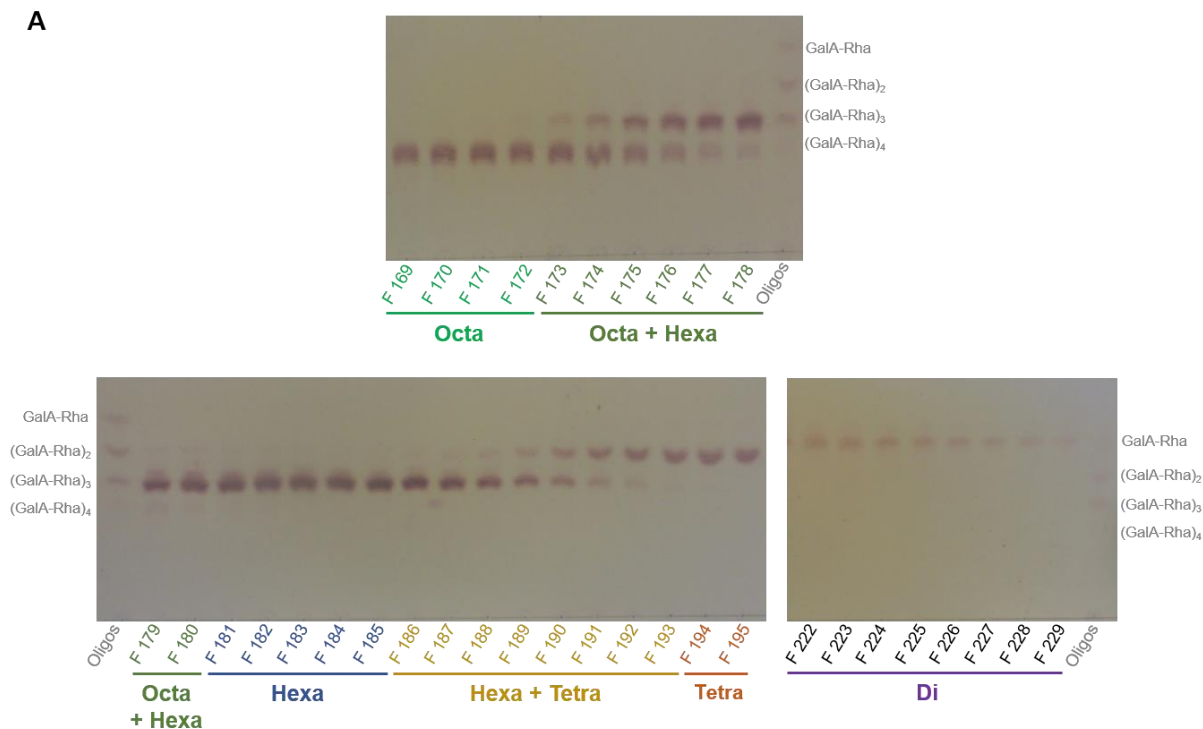 A
GalA-Rha
(GalA-Rha)2
(GalA-Rha)3
(GalA-Rha)4
F 169
F 170
F 171
F 172
F 173
F 174
F 175
F 176
F 177
F 178
Oligos
Octa
Octa + Hexa
GalA-Rha
(GalA-Rha)2
(GalA-Rha)3
(GalA-Rha)4
Oligos
F179
F 180
F 181
F 182
F 183
F 184
F 185
F 186
F 187
F 188
F 189
F 190
F 191
F 192
F 193
F 194
F 195
Octa
+ Hexa
Hexa
Hexa + Tetra
Tetra
GalA-Rha
(GalA-Rha)2
(GalA-Rha)3
(GalA-Rha)4
F 222
F 223
F 224
F 225
F 226
F 227
F 228
F 229
Oligos
Di